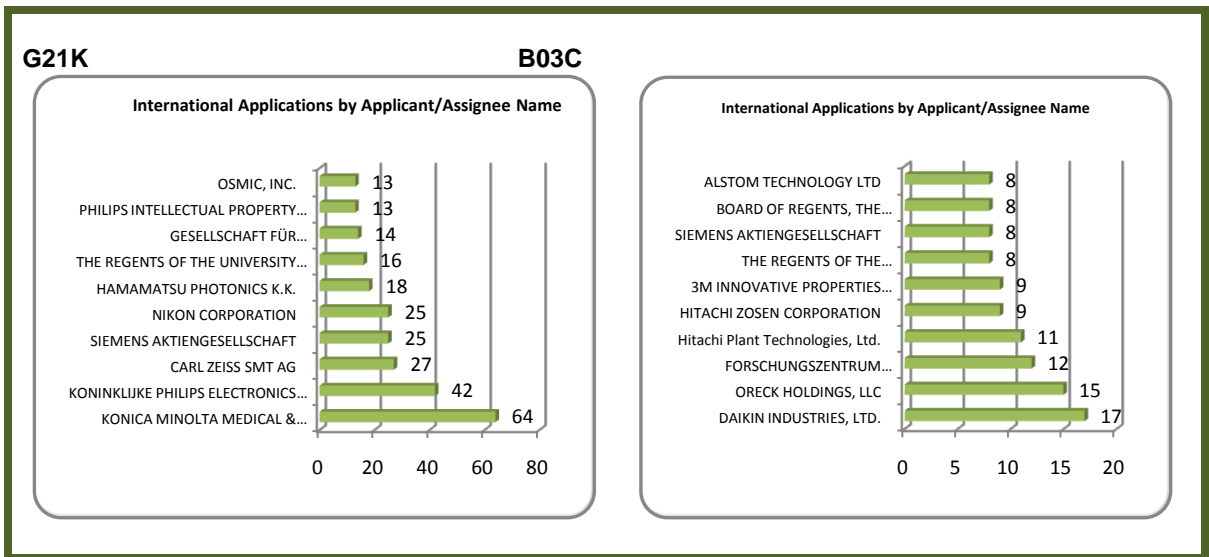 G21K
B03C
International Applications by Applicant/Assignee Name
OSMIC, INC. 13
PHILIPS INTELLECTUAL PROPERTY… 13
GESELLSCHAFT FÜR… 14
THE REGENTS OF THE UNIVERSITY… 16
HAMAMATSU PHOTONICS K.K. 18
NIKON CORPORATION 25
SIEMENS AKTIENGESELLSCHAFT 25
CARL ZEISS SMT AG 27
KONINKLIJKE PHILIPS ELECTRONICS… 42
KONICA MINOLTA MEDICAL &… 64
0 20 40 60 80
International Applications by Applicant/Assignee Name
ALSTOM TECHNOLOGY LTD 8
BOARD OF REGENTS, THE… 8
SIEMENS AKTIENGESELLSCHAFT 8
THE REGENTS OF THE… 8
3M INNOVATIVE PROPERTIES… 9
HITACHI ZOSEN CORPORATION 9
Hitachi Plant Technologies, Ltd. 11
FORSCHUNGSZENTRUM… 12
ORECK HOLDINGS, LLC 15
DAIKIN INDUSTRIES, LTD. 17
0 5 10 15 20